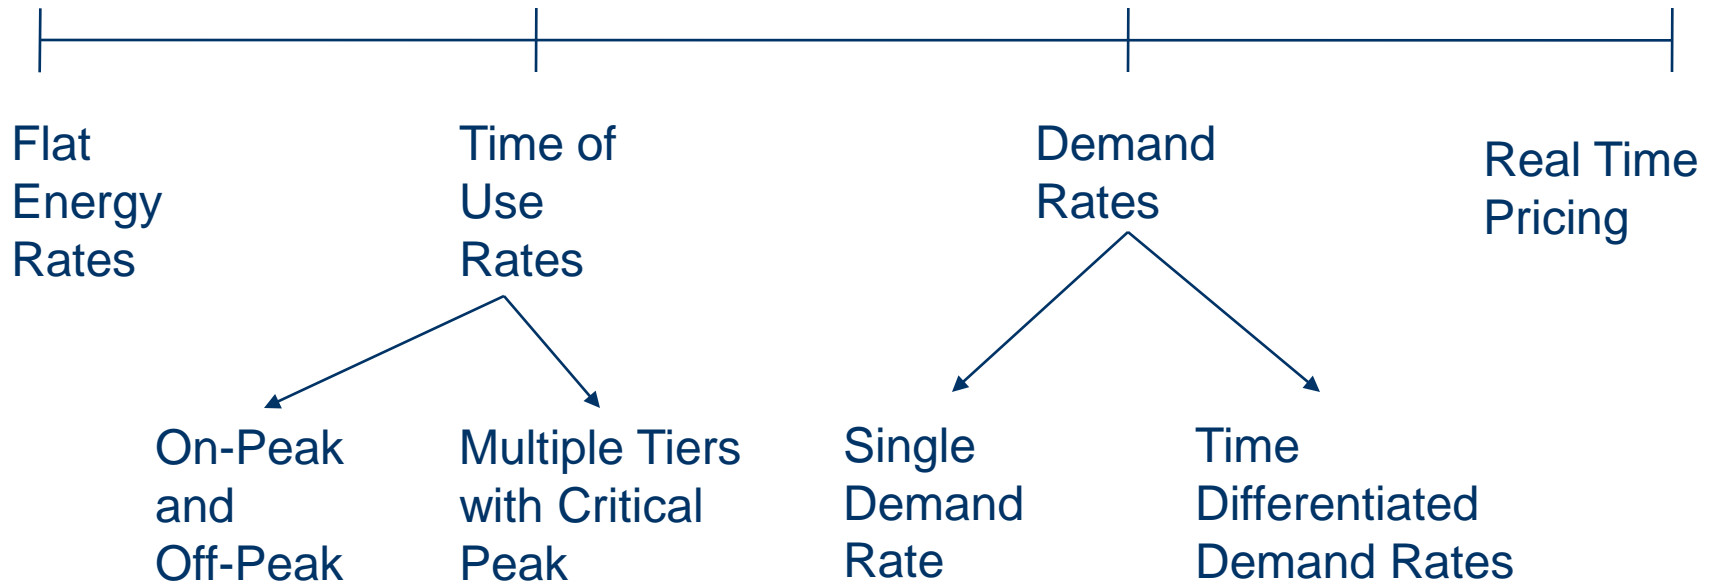 Flat
Energy
Rates
Time of
Use
Rates
Demand
Rates
Real Time
Pricing
On-Peak
and
Off-Peak
Multiple Tiers
with Critical
Peak
Single
Demand
Rate
Time
Differentiated
Demand Rates